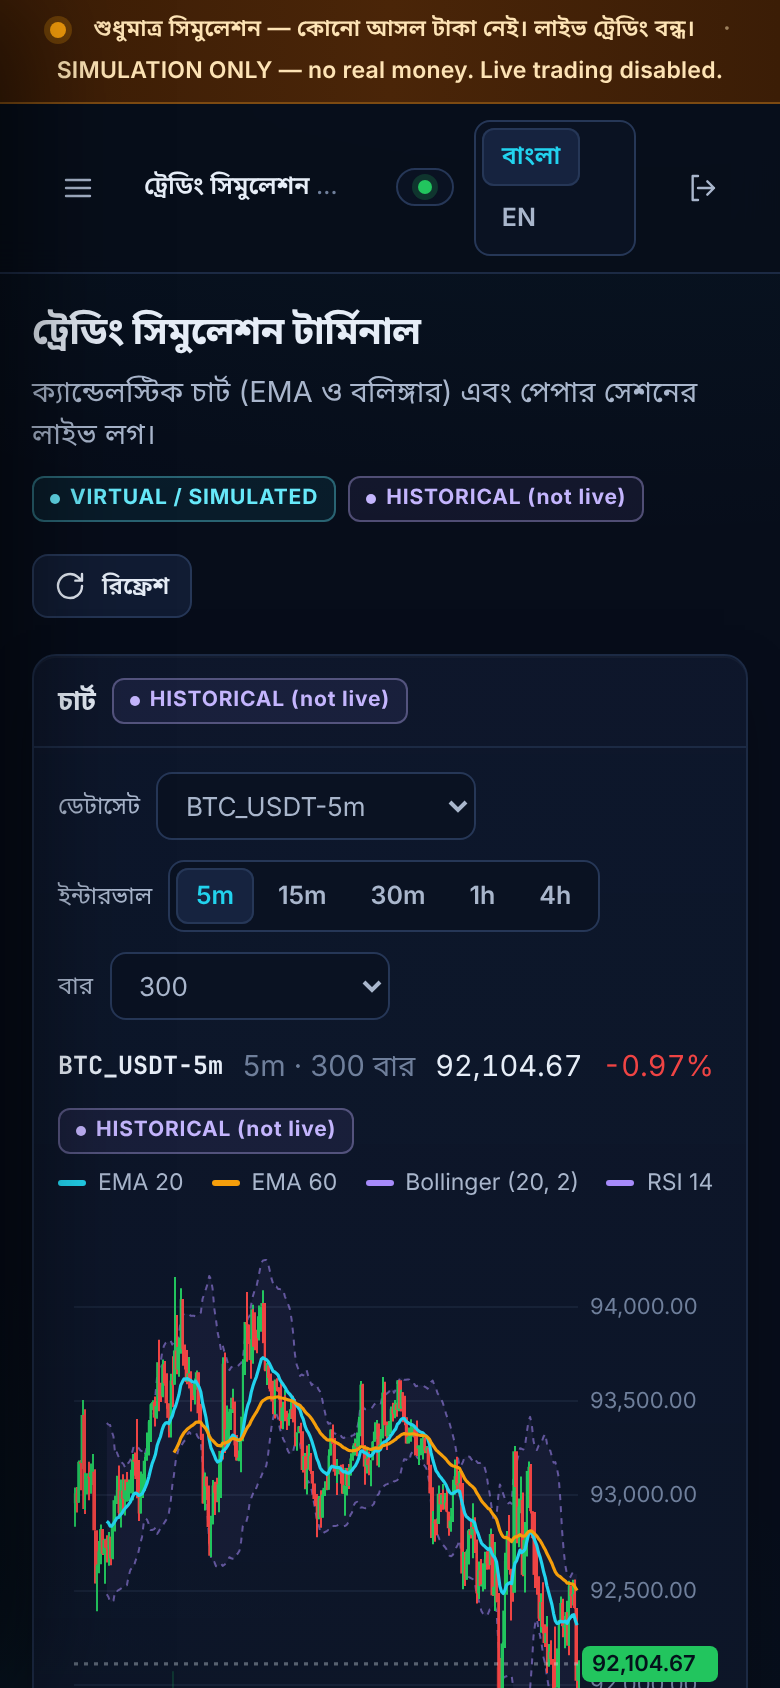 শুধুমাত্র সিমুলেশন — কোনো আসল টাকা নেই। লাইভ ট্রেডিং বন্ধ। ·
SIMULATION ONLY — no real money. Live trading disabled.
ট্রেডিং সিমুলেশন ...
বাংলা
EN
ট্রেডিং সিমুলেশন টার্মিনাল
ক্যান্ডেলস্টিক চার্ট (EMA ও বলিঙ্গার) এবং পেপার সেশনের
লাইভ লগ।
VIRTUAL / SIMULATED
HISTORICAL (not live)
রিফ্রেশ
চার্ট
HISTORICAL (not live)
ডেটাসেট
BTC_USDT-5m
ইন্টারভাল
5m 15m 30m 1h 4h
বার
300
BTC_USDT-5m 5m · 300 বার 92,104.67 -0.97%
HISTORICAL (not live)
EMA 20 EMA 60 Bollinger (20, 2) RSI 14
94,000.00
93,500.00
93,000.00
92,500.00
92,104.67
92,000.00